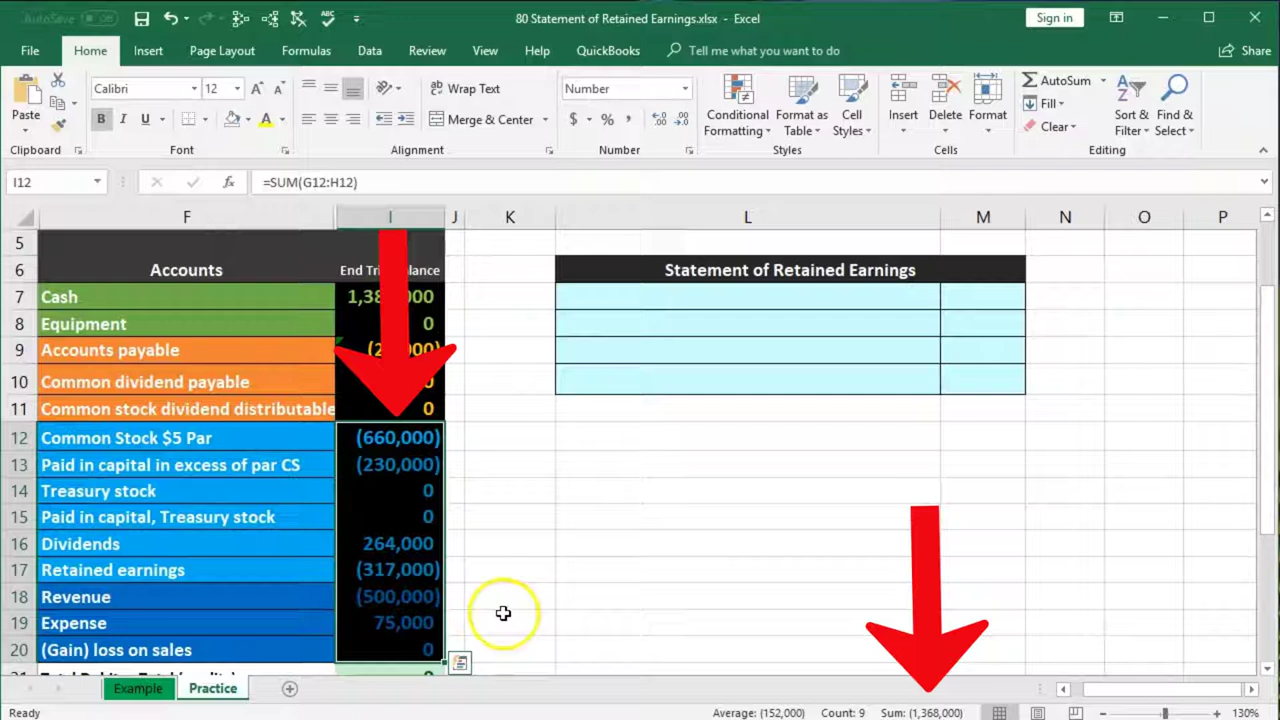 AutoSave Off 80 Statement of Retained Earnings.xlsx - Excel Sign in
File Home Insert Page Layout Formulas Data Review View Help QuickBooks Tell me what you want to do Share
Calibri 12 Wrap Text Number AutoSum
Paste B I U Merge & Center $ % Conditional Formatting Format as Table Cell Styles Insert Delete Format Fill Clear Sort & Filter Find & Select
Clipboard Font Alignment Number Styles Cells Editing
I12 fx =SUM(G12:H12)
F I J K L M N O P
5
6 Accounts End Balance Statement of Retained Earnings
7 Cash
8 Equipment 0
9 Accounts payable
10 Common dividend payable
11 Common stock dividend distributable 0
12 Common Stock $5 Par (660,000)
13 Paid in capital in excess of par CS (230,000)
14 Treasury stock 0
15 Paid in capital, Treasury stock 0
16 Dividends 264,000
17 Retained earnings (317,000)
18 Revenue (500,000)
19 Expense 75,000
20 (Gain) loss on sales 0
Example Practice
Ready Average: (152,000) Count: 9 Sum: (1,368,000) 130%